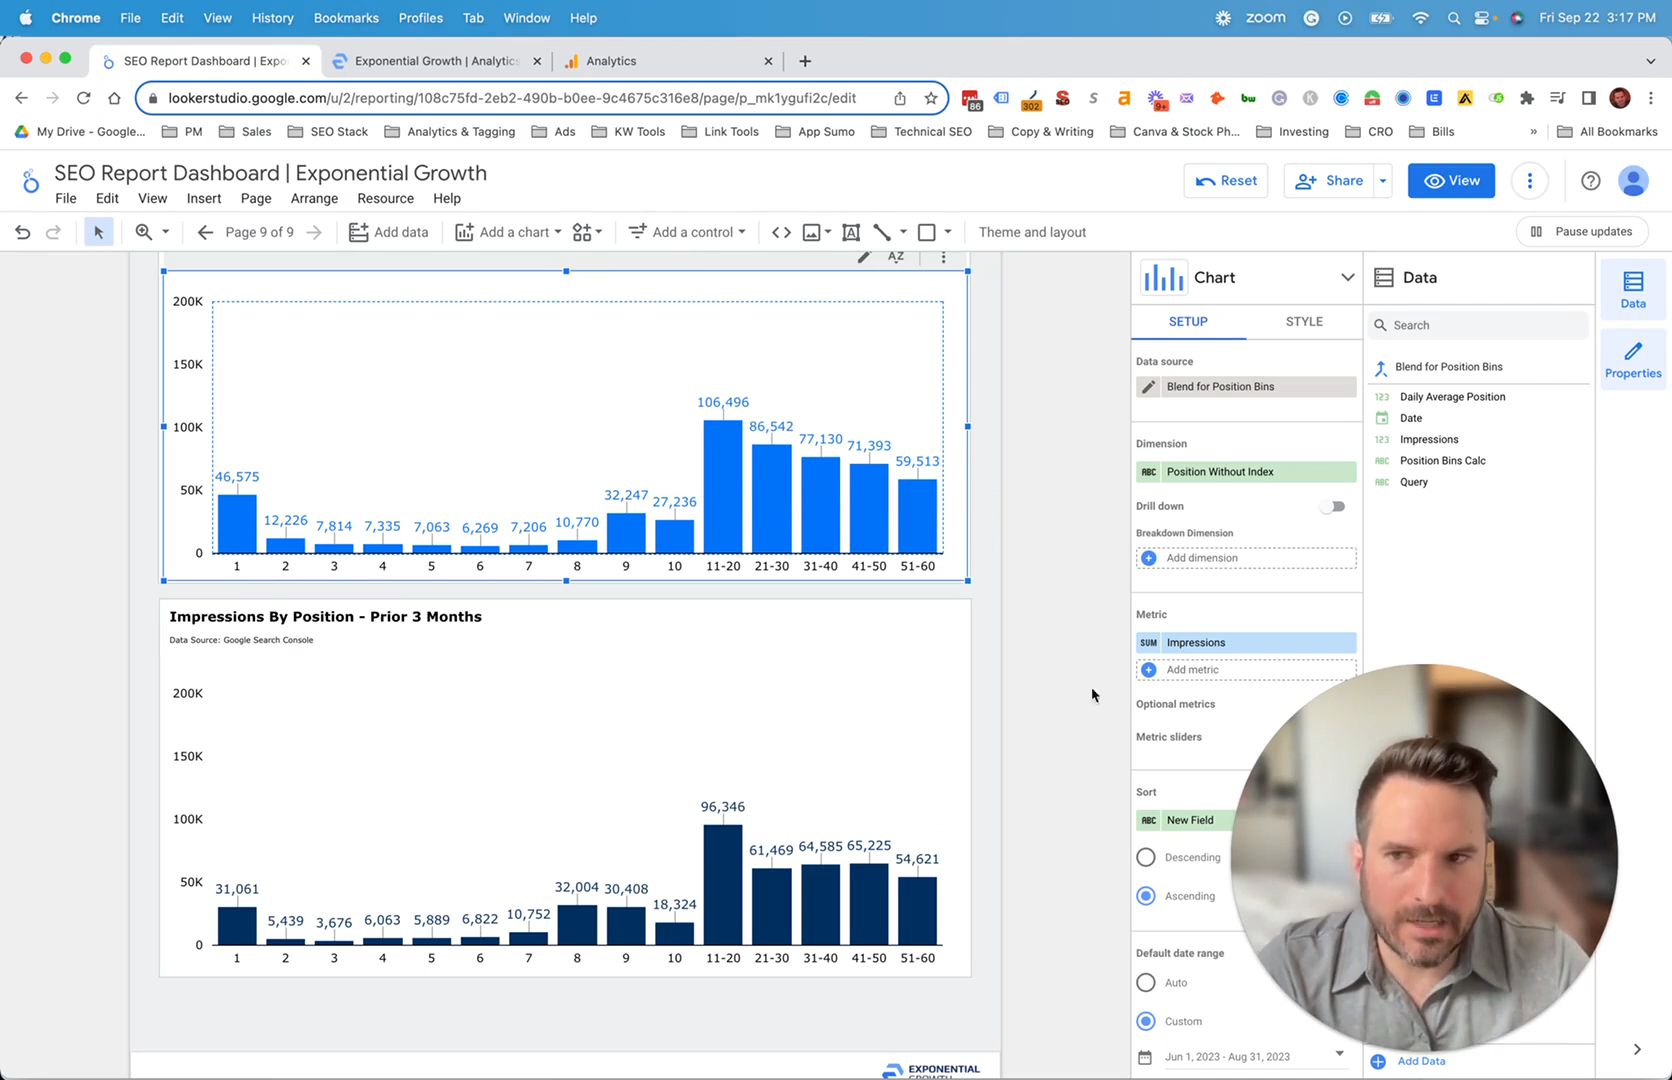 Chrome File Edit View History Bookmarks Profiles Tab Window Help zoom Fri Sep 22 3:17 PM
SEO Report Dashboard | Expo Exponential Growth | Analytics Analytics
lookerstudio.google.com/u/2/reporting/108c75fd-2eb2-490b-b0ee-9c4675c316e8/page/p_mk1ygufi2c/edit 86 302 9+
My Drive - Google... PM Sales SEO Stack Analytics & Tagging Ads KW Tools Link Tools App Sumo Technical SEO Copy & Writing Canva & Stock Ph... Investing CRO Bills » All Bookmarks
SEO Report Dashboard | Exponential Growth
Reset Share View
File Edit View Insert Page Arrange Resource Help
Page 9 of 9 Add data Add a chart Add a control Theme and layout Pause updates
200K
150K
100K
50K
0
46,575 12,226 7,814 7,335 7,063 6,269 7,206 10,770 32,247 27,236 106,496 86,542 77,130 71,393 59,513
1 2 3 4 5 6 7 8 9 10 11-20 21-30 31-40 41-50 51-60
Impressions By Position - Prior 3 Months
Data Source: Google Search Console
200K
150K
100K
50K
0
31,061 5,439 3,676 6,063 5,889 6,822 10,752 32,004 30,408 18,324 96,346 61,469 64,585 65,225 54,621
1 2 3 4 5 6 7 8 9 10 11-20 21-30 31-40 41-50 51-60
EXPONENTIAL
GROWTH
Chart
SETUP STYLE
Data source
Blend for Position Bins
Dimension
ABC Position Without Index
Drill down
Breakdown Dimension
Add dimension
Metric
SUM Impressions
Add metric
Optional metrics
Metric sliders
Sort
ABC New Field
Descending
Ascending
Default date range
Auto
Custom
Jun 1, 2023 - Aug 31, 2023
Data
Search
Blend for Position Bins
123 Daily Average Position
Date
123 Impressions
ABC Position Bins Calc
ABC Query
Add Data
Data
Properties